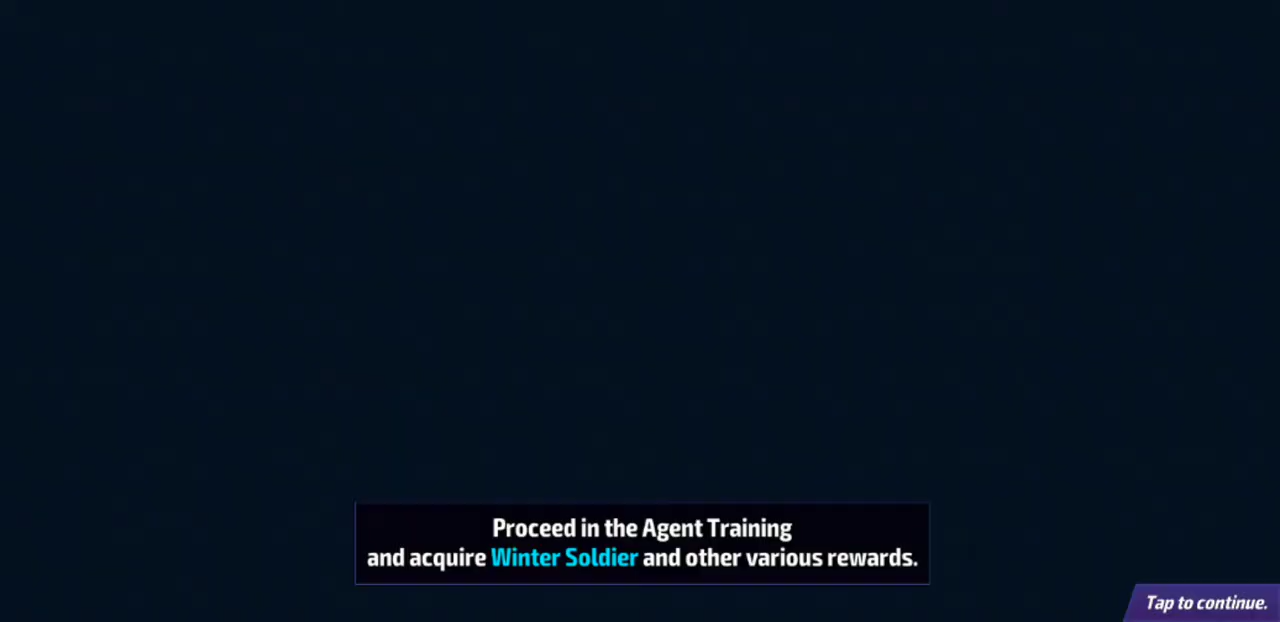 Proceed in the Agent Training
and acquire Winter Soldier and other various rewards.
Tap to continue.